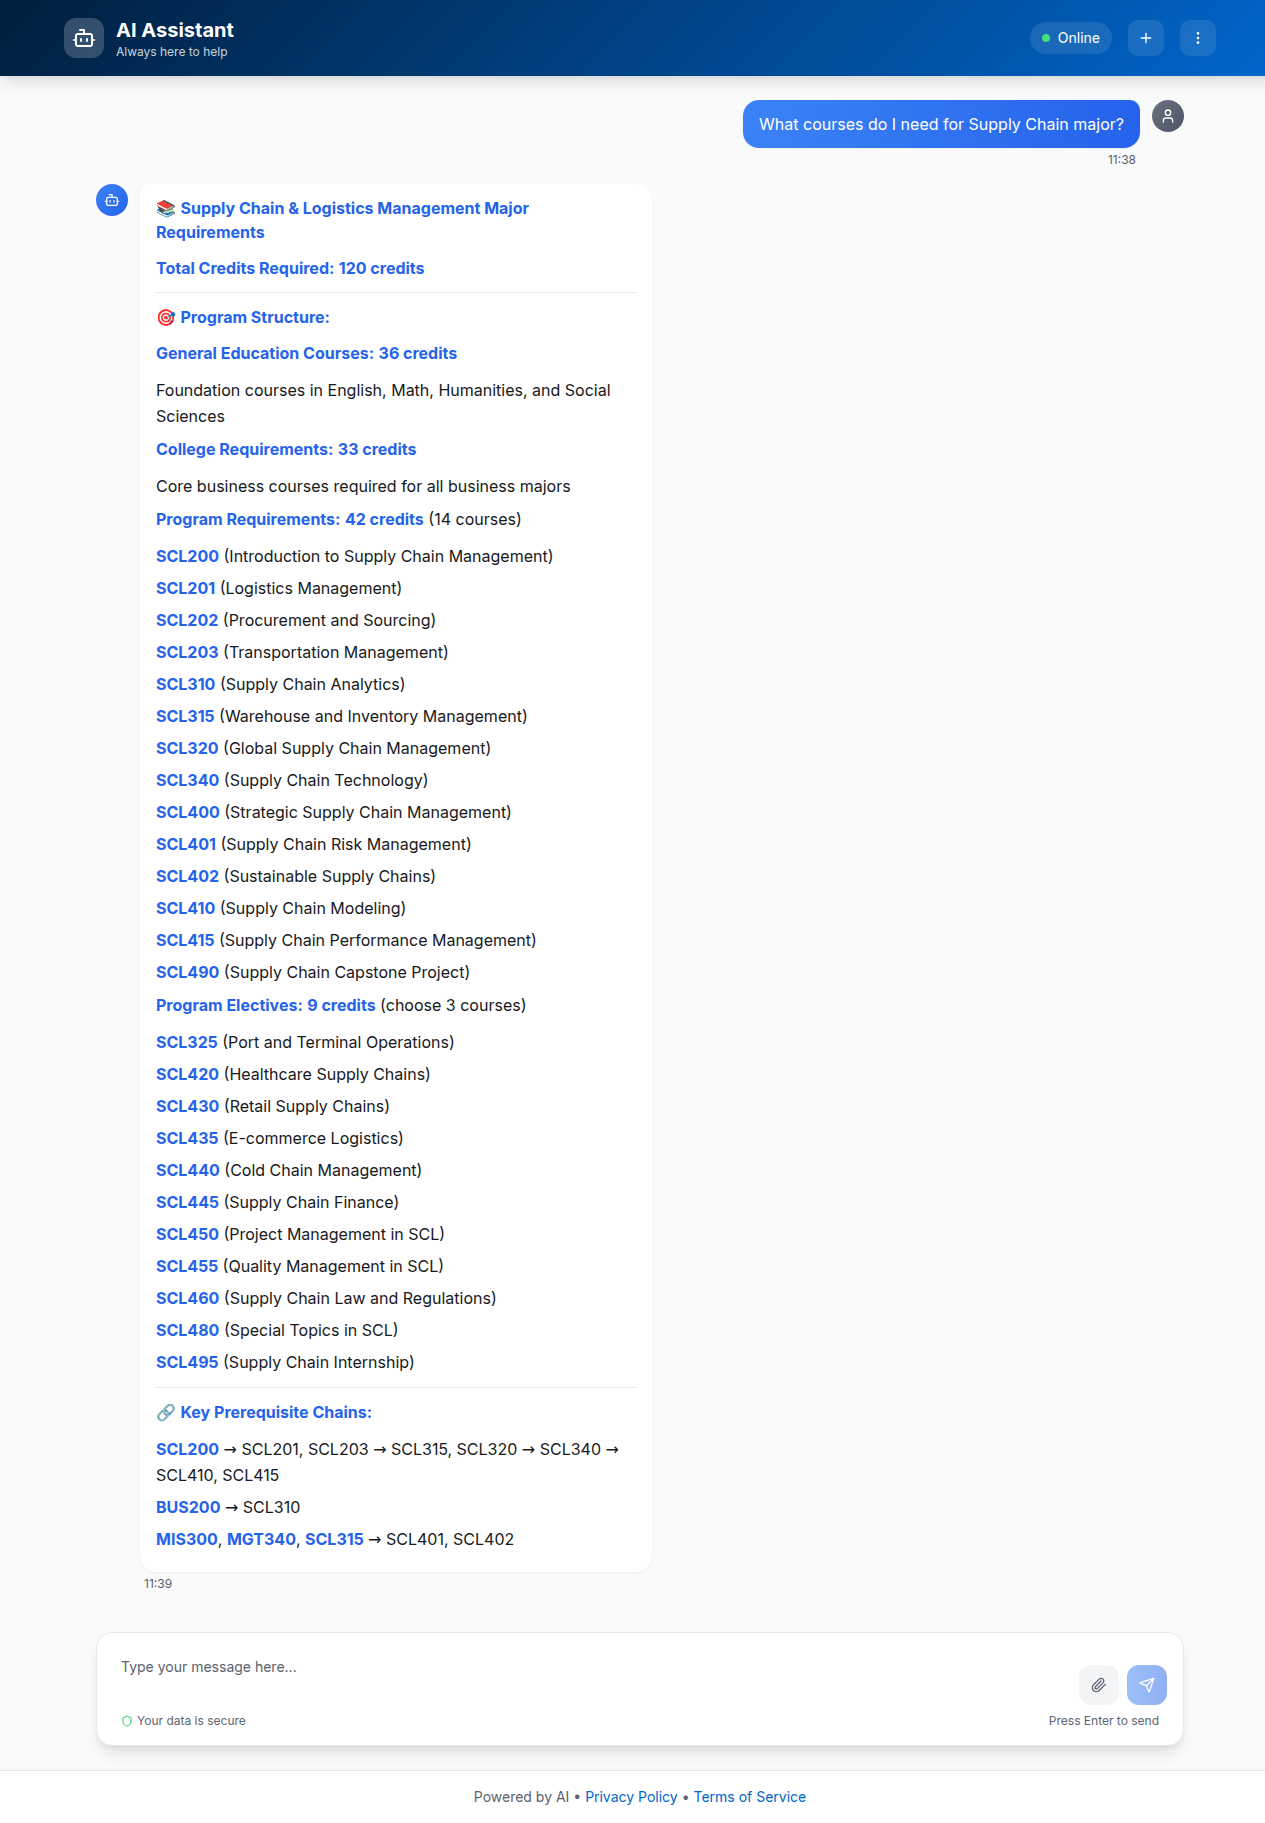 AI Assistant
Always here to help
Online
What courses do I need for Supply Chain major?
11:38
📚 Supply Chain & Logistics Management Major
Requirements
Total Credits Required: 120 credits
🎯 Program Structure:
General Education Courses: 36 credits
Foundation courses in English, Math, Humanities, and Social
Sciences
College Requirements: 33 credits
Core business courses required for all business majors
Program Requirements: 42 credits (14 courses)
SCL200 (Introduction to Supply Chain Management)
SCL201 (Logistics Management)
SCL202 (Procurement and Sourcing)
SCL203 (Transportation Management)
SCL310 (Supply Chain Analytics)
SCL315 (Warehouse and Inventory Management)
SCL320 (Global Supply Chain Management)
SCL340 (Supply Chain Technology)
SCL400 (Strategic Supply Chain Management)
SCL401 (Supply Chain Risk Management)
SCL402 (Sustainable Supply Chains)
SCL410 (Supply Chain Modeling)
SCL415 (Supply Chain Performance Management)
SCL490 (Supply Chain Capstone Project)
Program Electives: 9 credits (choose 3 courses)
SCL325 (Port and Terminal Operations)
SCL420 (Healthcare Supply Chains)
SCL430 (Retail Supply Chains)
SCL435 (E-commerce Logistics)
SCL440 (Cold Chain Management)
SCL445 (Supply Chain Finance)
SCL450 (Project Management in SCL)
SCL455 (Quality Management in SCL)
SCL460 (Supply Chain Law and Regulations)
SCL480 (Special Topics in SCL)
SCL495 (Supply Chain Internship)
🔗 Key Prerequisite Chains:
SCL200 → SCL201, SCL203 → SCL315, SCL320 → SCL340 →
SCL410, SCL415
BUS200 → SCL310
MIS300, MGT340, SCL315 → SCL401, SCL402
11:39
Type your message here...
Your data is secure
Press Enter to send
Powered by AI • Privacy Policy • Terms of Service